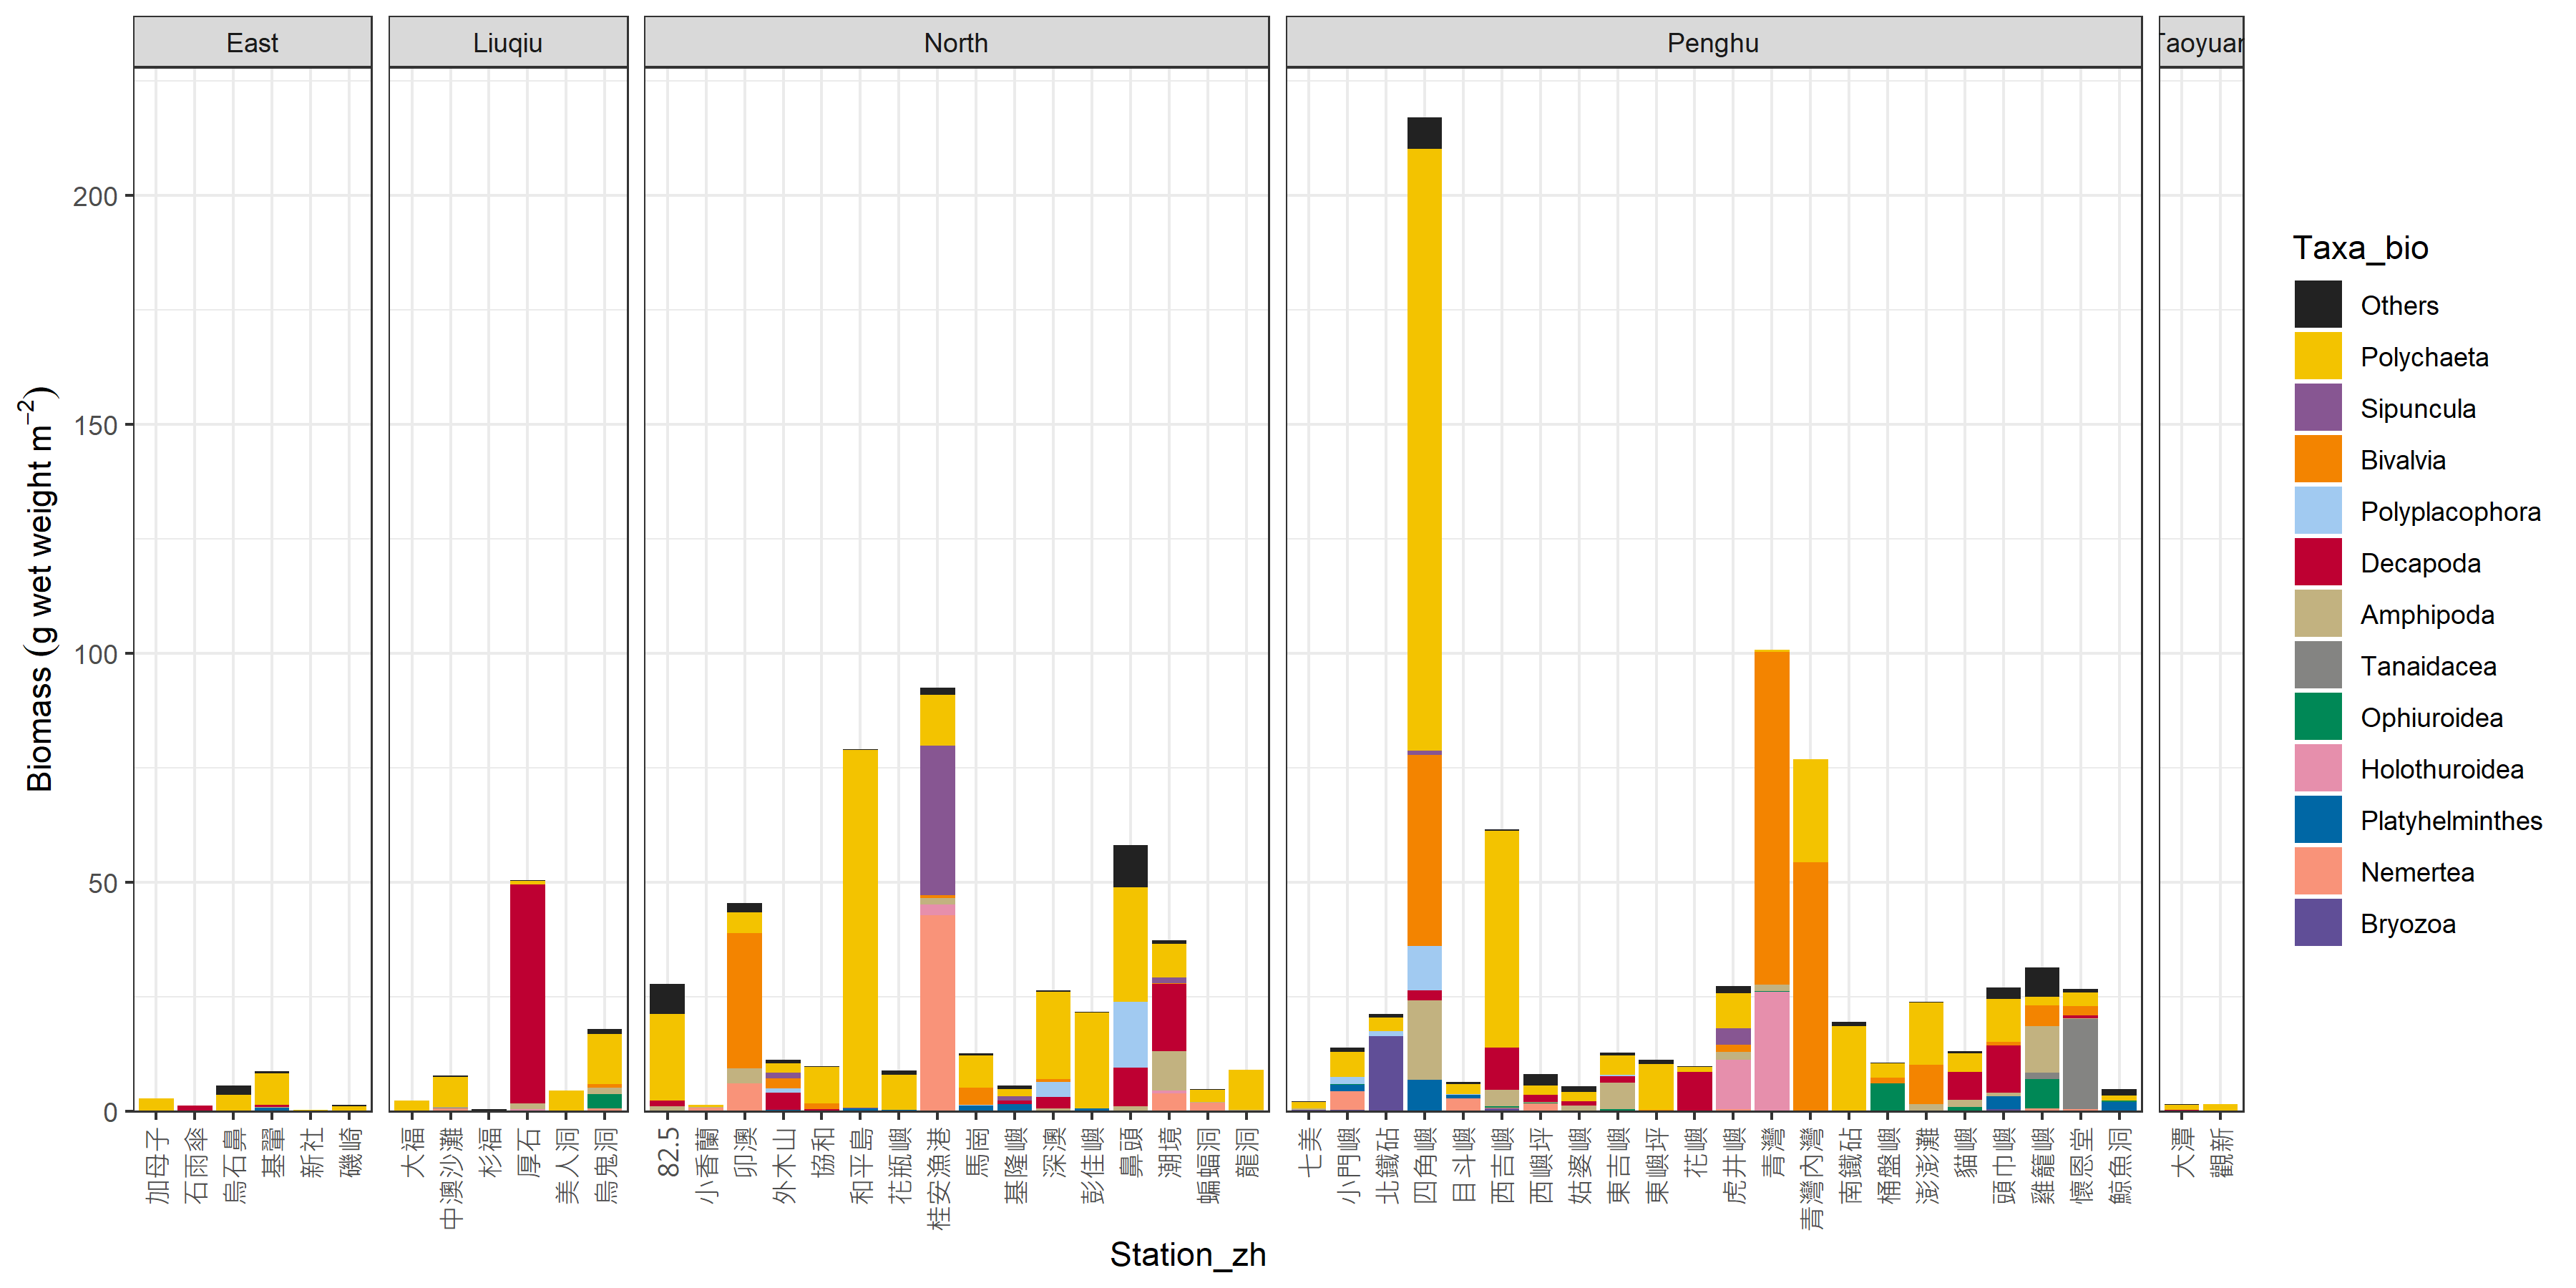 East
Liuqiu
North
Penghu
Taoyuan
Biomass (g wet weight m⁻²)
200
150
100
50
0
加母子
石雨傘
烏石鼻
基翬
新社
磯崎
大福
中澳沙灘
杉福
厚石
美人洞
烏鬼洞
82.5
小香蘭
卯澳
外木山
協和
和平島
花瓶嶼
桂安漁港
馬崗
基隆嶼
深澳
彭佳嶼
鼻頭
潮境
蝙蝠洞
龍洞
七美
小門嶼
北鐵砧
四角嶼
目斗嶼
西吉嶼
西嶼坪
姑婆嶼
東吉嶼
東嶼坪
花嶼
虎井嶼
青灣
青灣內灣
南鐵砧
桶盤嶼
澎澎灘
貓嶼
頭巾嶼
雞籠嶼
懷恩堂
鯨魚洞
大潭
觀新
Station_zh
Taxa_bio
Others
Polychaeta
Sipuncula
Bivalvia
Polyplacophora
Decapoda
Amphipoda
Tanaidacea
Ophiuroidea
Holothuroidea
Platyhelminthes
Nemertea
Bryozoa